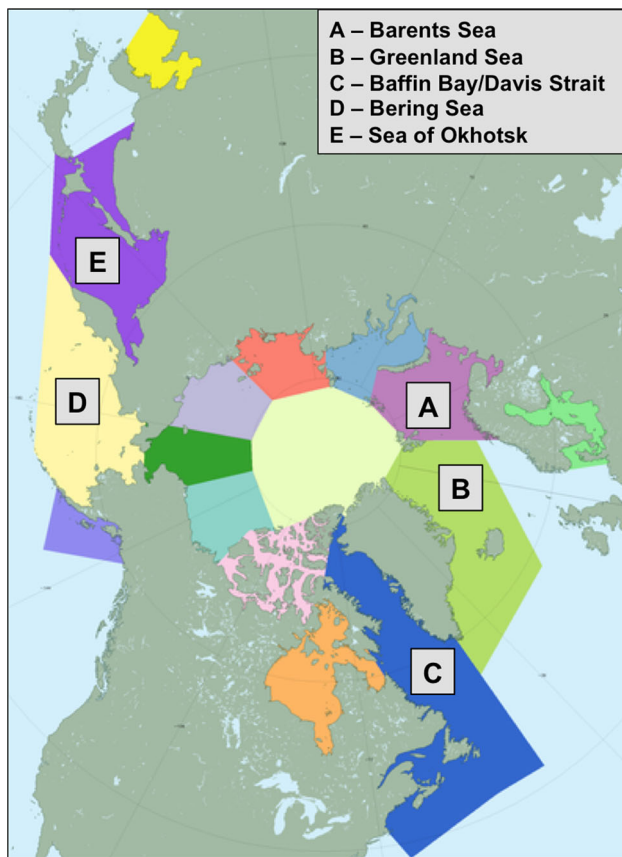 A – Barents Sea
B – Greenland Sea
C – Baffin Bay/Davis Strait
D – Bering Sea
E – Sea of Okhotsk
E
D
A
B
C